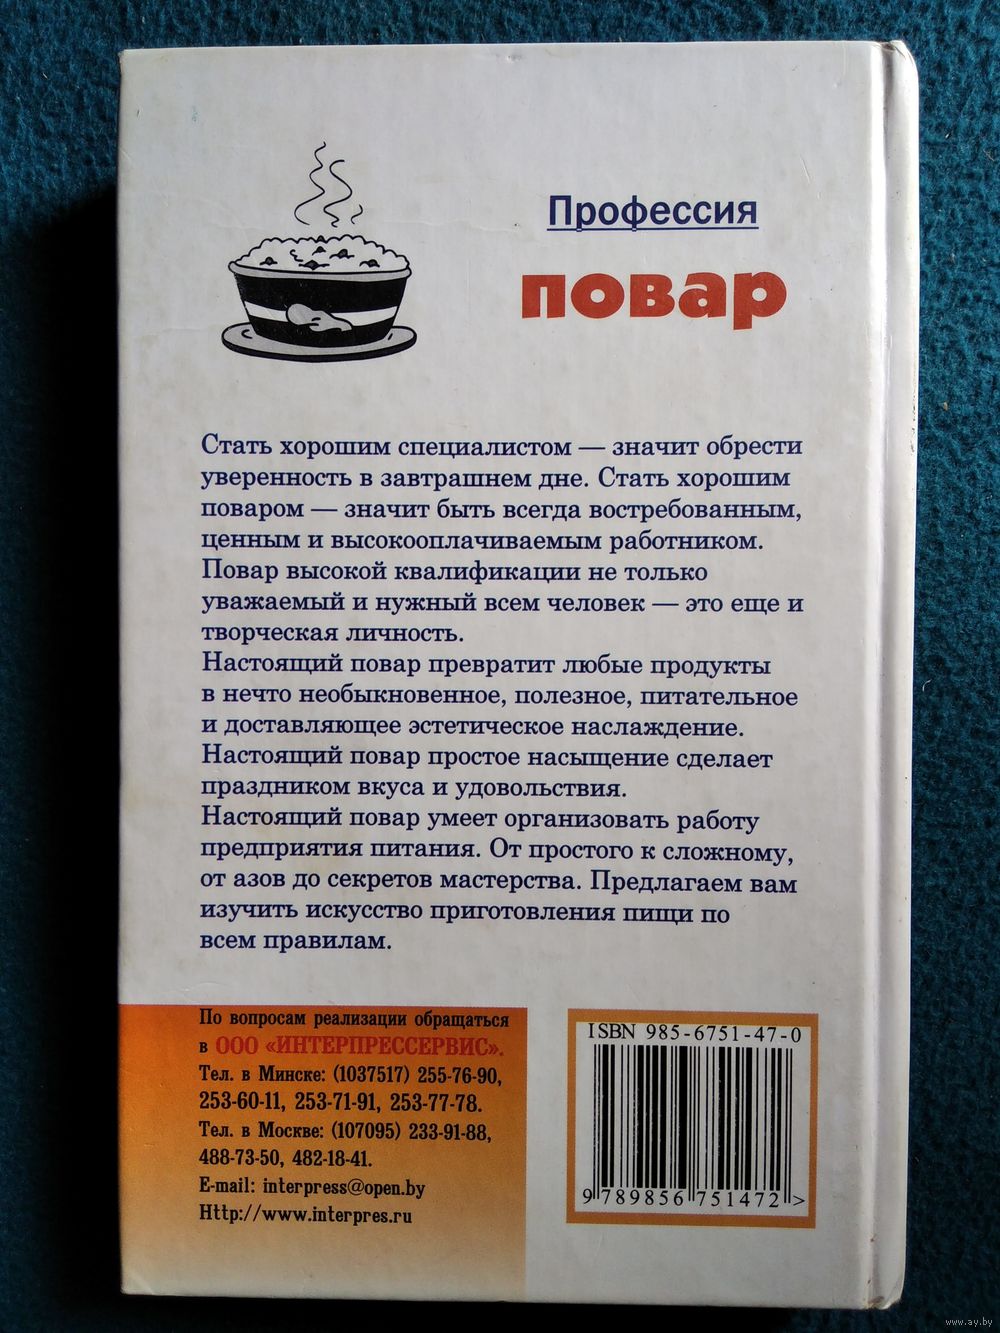 Профессия
повар
Стать хорошим специалистом — значит обрести
уверенность в завтрашнем дне. Стать хорошим
поваром — значит быть всегда востребованным,
ценным и высокооплачиваемым работником.
Повар высокой квалификации не только
уважаемый и нужный всем человек — это еще и
творческая личность.
Настоящий повар превратит любые продукты
в нечто необыкновенное, полезное, питательное
и доставляющее эстетическое наслаждение.
Настоящий повар простое насыщение сделает
праздником вкуса и удовольствия.
Настоящий повар умеет организовать работу
предприятия питания. От простого к сложному,
от азов до секретов мастерства. Предлагаем вам
изучить искусство приготовления пищи по
всем правилам.
По вопросам реализации обращаться
в ООО «ИНТЕРПРЕССЕРВИС».
Тел. в Минске: (1037517) 255-76-90,
253-60-11, 253-71-91, 253-77-78.
Тел. в Москве: (107095) 233-91-88,
488-73-50, 482-18-41.
E-mail: interpress@open.by
Http://www.interpres.ru
ISBN 985-6751-47-0
9 789856 751472 >
www.ay.by